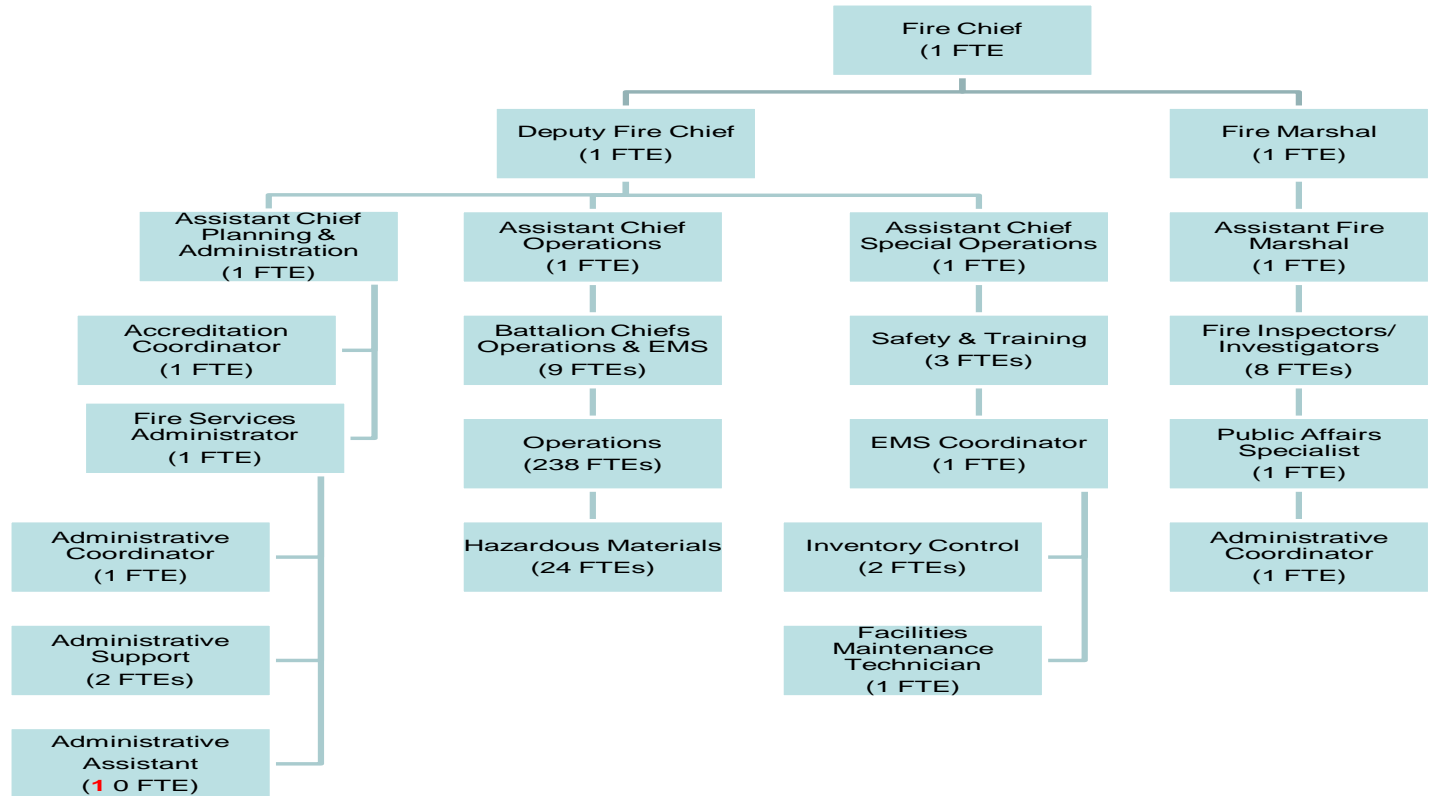 Fire Chief
(1 FTE
Deputy Fire Chief
(1 FTE)
Fire Marshal
(1 FTE)
Assistant Chief
Planning &
Administration
(1 FTE)
Assistant Chief
Operations
(1 FTE)
Assistant Chief
Special Operations
(1 FTE)
Assistant Fire
Marshal
(1 FTE)
Accreditation
Coordinator
(1 FTE)
Battalion Chiefs
Operations & EMS
(9 FTEs)
Safety & Training
(3 FTEs)
Fire Inspectors/
Investigators
(8 FTEs)
Fire Services
Administrator
(1 FTE)
Operations
(238 FTEs)
EMS Coordinator
(1 FTE)
Public Affairs
Specialist
(1 FTE)
Administrative
Coordinator
(1 FTE)
Hazardous Materials
(24 FTEs)
Inventory Control
(2 FTEs)
Administrative
Coordinator
(1 FTE)
Administrative
Support
(2 FTEs)
Facilities
Maintenance
Technician
(1 FTE)
Administrative
Assistant
(1 0 FTE)